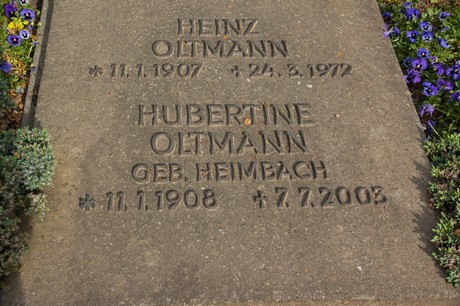 HEINZ
OLTMANN
* 11.1.1907 + 24.3.1972
HUBERTINE
OLTMANN
GEB. HEIMBACH
* 11.1.1908 + 7.7.2003